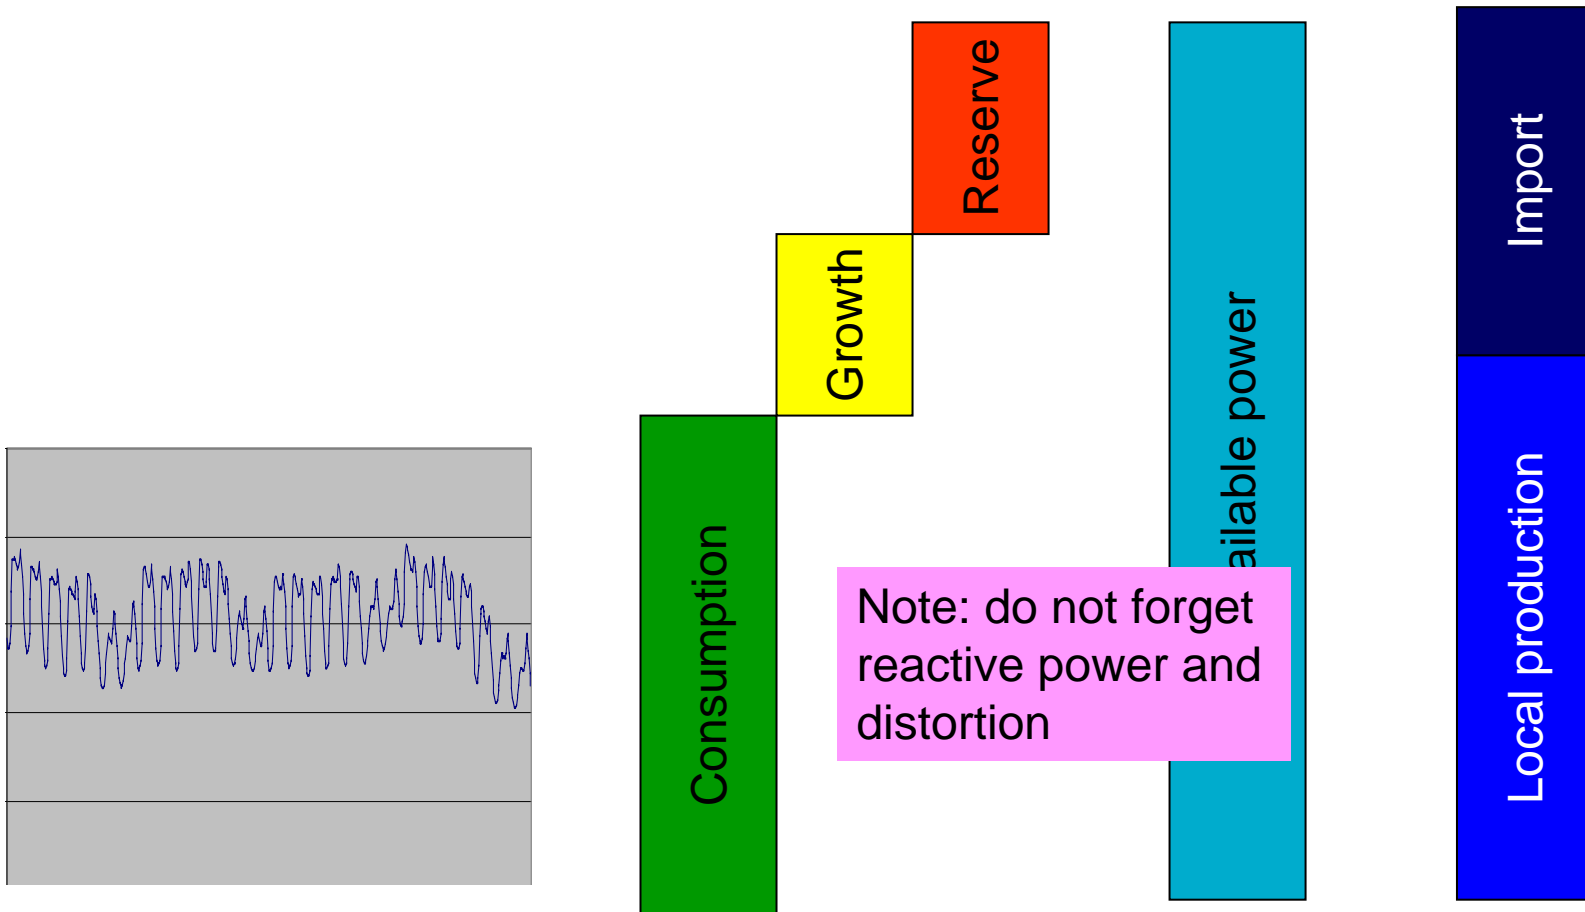 Reserve
Import
Growth
ailable power
Consumption
Note: do not forget
reactive power and
distortion
Local production